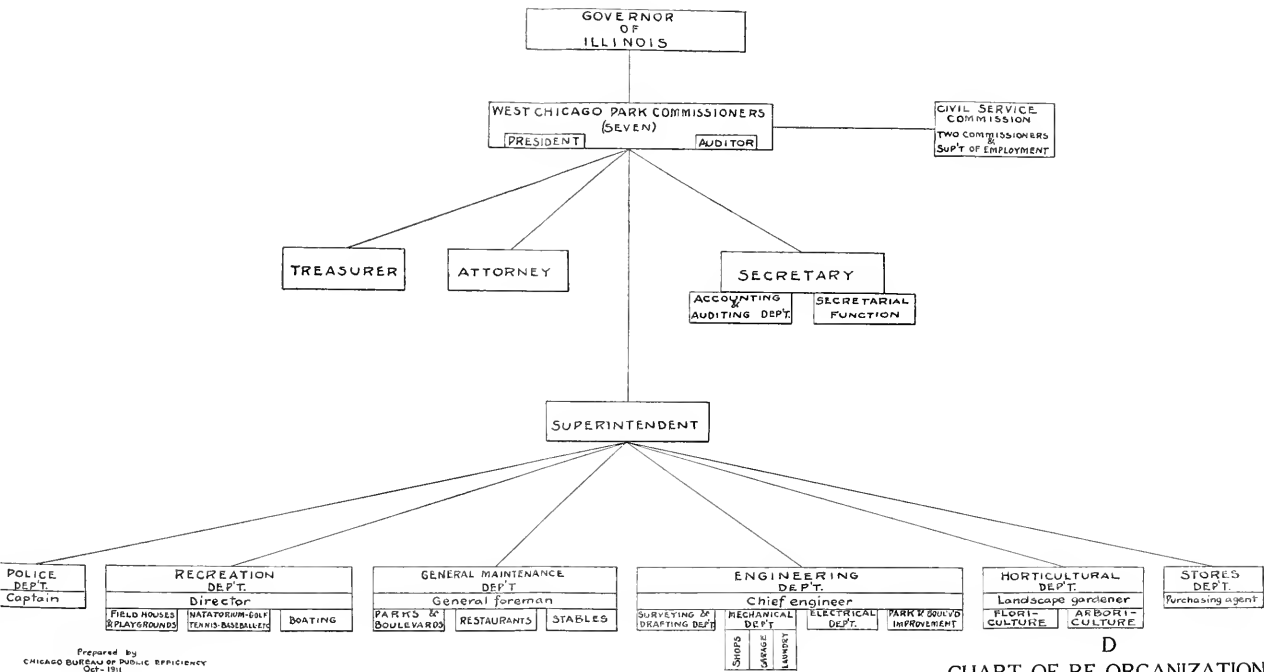 GOVERNOR
OF
ILLINOIS
WEST CHICAGO PARK COMMISSIONERS
(SEVEN)
PRESIDENT
AUDITOR
CIVIL SERVICE
COMMISSION
TWO COMMISSIONERS
&
SUP'T OF EMPLOYMENT
TREASURER
ATTORNEY
SECRETARY
ACCOUNTING
&
AUDITING DEP'T.
SECRETARIAL
FUNCTION
SUPERINTENDENT
POLICE
DEP'T.
Captain
RECREATION
DEP'T.
Director
FIELD HOUSES
& PLAYGROUNDS
NATATORIUM-GOLF
TENNIS-BASEBALL-ETC
BOATING
GENERAL MAINTENANCE
DEP'T
General foreman
PARKS &
BOULEVARDS
RESTAURANTS
STABLES
ENGINEERING
DEP'T.
Chief engineer
SURVEYING &
DRAFTING DEP'T
MECHANICAL
DEP'T
SHOPS
GARAGE
LAUNDRY
ELECTRICAL
DEP'T.
PARK & BOUL'V'D
IMPROVEMENT
HORTICULTURAL
DEP'T.
Landscape gardener
FLORI-
CULTURE
ARBORI-
CULTURE
STORES
DEP'T.
Purchasing agent
Prepared by
CHICAGO BUREAU OF PUBLIC EFFICIENCY
Oct-1911
D
CHART OF RE-ORGANIZATION